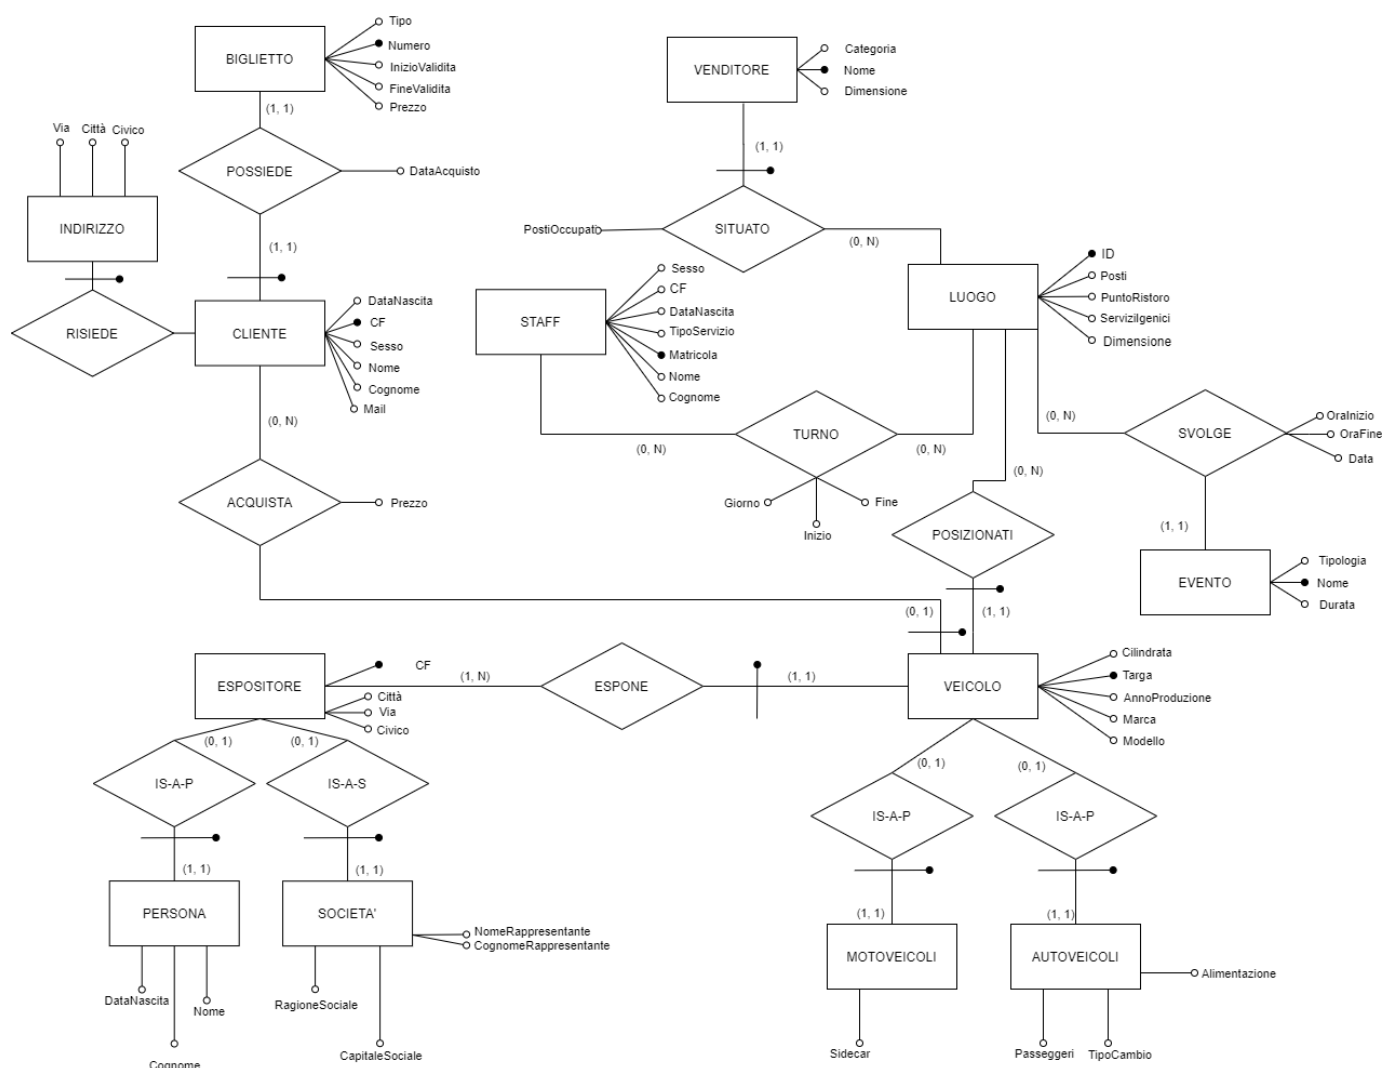 Tipo
BIGLIETTO
Numero
InizioValidita
FineValidita
Prezzo
(1, 1)
VENDITORE
Categoria
Nome
Dimensione
(1, 1)
Via
Città
Civico
POSSIEDE
DataAcquisto
INDIRIZZO
(1, 1)
PostiOccupati
SITUATO
(0, N)
RISIEDE
CLIENTE
DataNascita
CF
Sesso
Nome
Cognome
Mail
(0, N)
STAFF
Sesso
CF
DataNascita
TipoServizio
Matricola
Nome
Cognome
LUOGO
ID
Posti
PuntoRistoro
ServiziIgenici
Dimensione
(0, N)
TURNO
(0, N)
Giorno
Inizio
Fine
(0, N)
(0, N)
SVOLGE
OraInizio
OraFine
Data
ACQUISTA
Prezzo
POSIZIONATI
(1, 1)
EVENTO
Tipologia
Nome
Durata
(0, 1)
(1, 1)
ESPOSITORE
CF
Città
Via
Civico
(1, N)
ESPONE
(1, 1)
VEICOLO
Cilindrata
Targa
AnnoProduzione
Marca
Modello
(0, 1)
(0, 1)
IS-A-P
IS-A-S
(0, 1)
(0, 1)
IS-A-P
IS-A-P
(1, 1)
(1, 1)
PERSONA
SOCIETA'
NomeRappresentante
CognomeRappresentante
DataNascita
Nome
Cognome
RagioneSociale
CapitaleSociale
(1, 1)
(1, 1)
MOTOVEICOLI
AUTOVEICOLI
Alimentazione
Sidecar
Passeggeri
TipoCambio